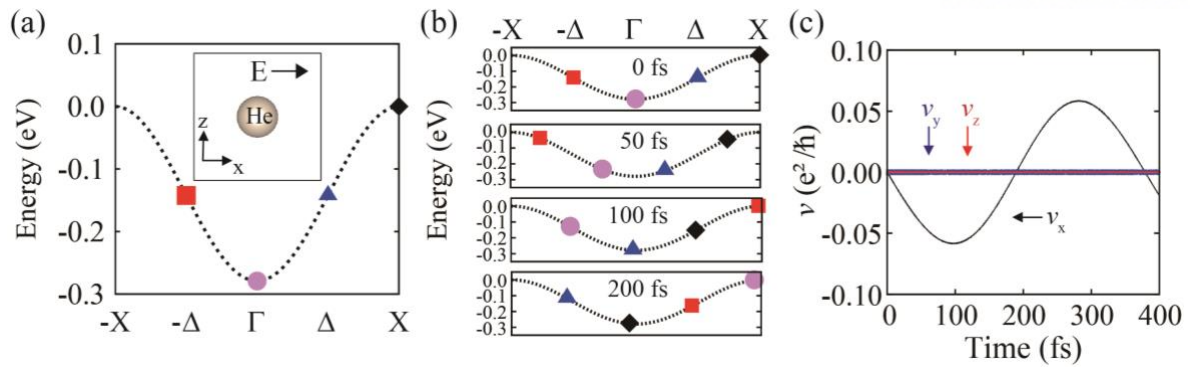 (a)
0.1
0.0
-0.1
-0.2
-0.3
Energy (eV)
E
He
z
x
-X -Δ Γ Δ X
(b)
-X -Δ Γ Δ X
Energy (eV)
0.0
-0.1
-0.2
-0.3
0 fs
0.0
-0.1
-0.2
-0.3
50 fs
0.0
-0.1
-0.2
-0.3
100 fs
0.0
-0.1
-0.2
-0.3
200 fs
(c)
0.10
0.05
0.00
-0.05
-0.10
v (e²/ℏ)
v_y v_z
v_x
0 100 200 300 400
Time (fs)